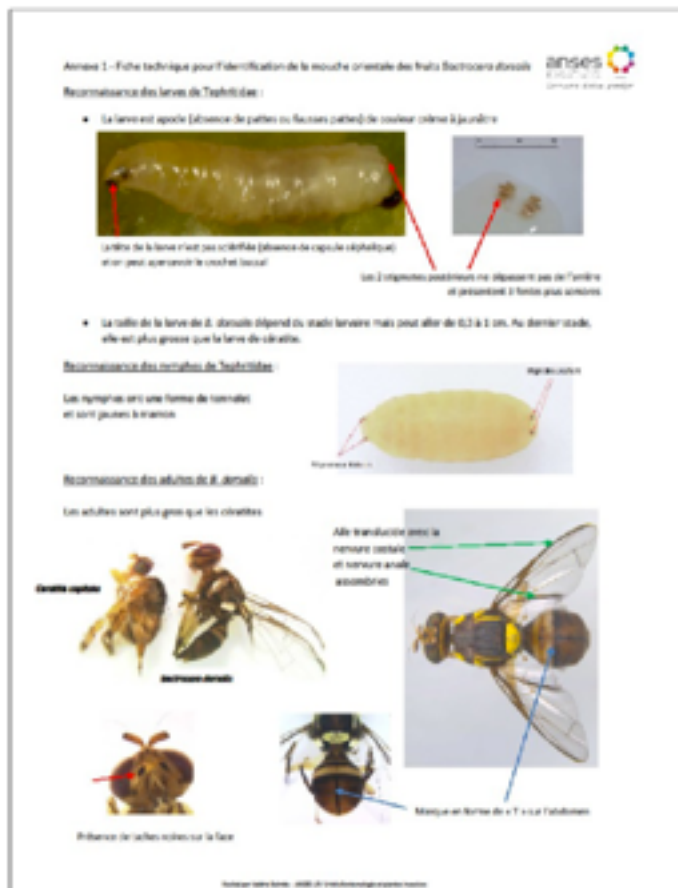 Annexe 1 - Fiche technique pour l'identification de la mouche orientale des fruits Bactrocera dorsalis
anses
Reconnaissance des larves de Tephritidae :
• La larve est apode (absence de pattes ou fausses pattes) de couleur crème à jaunâtre
La tête de la larve n'est pas sclérifiée (absence de capsule céphalique)
et on peut apercevoir le crochet buccal
Les 2 stigmates postérieurs ne dépassent pas de l'arrière
et présentent 3 fentes plus sombres
• La taille de la larve de B. dorsalis dépend du stade larvaire mais peut aller de 0,2 à 1 cm. Au dernier stade,
elle est plus grosse que la larve de cératite.
Reconnaissance des nymphes de Tephritidae :
Les nymphes ont une forme de tonnelet
et sont jaunes à marron
Reconnaissance des adultes de B. dorsalis :
Les adultes sont plus gros que les cératites
Aile translucide avec la
nervure costale
et nervure anale
assombries
Ceratitis capitata
Bactrocera dorsalis
Marque en forme de « T » sur l'abdomen
Présence de taches noires sur la face